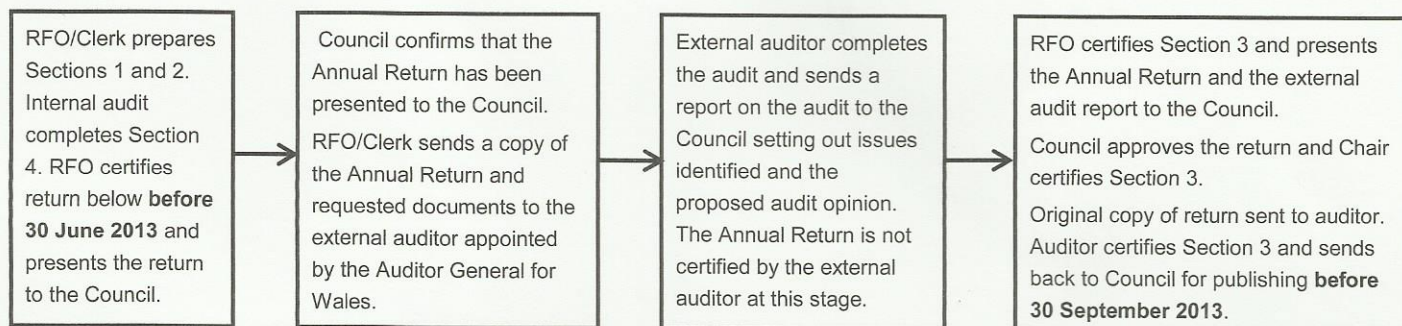 RFO/Clerk prepares
Sections 1 and 2.
Internal audit
completes Section
4. RFO certifies
return below before
30 June 2013 and
presents the return
to the Council.
Council confirms that the
Annual Return has been
presented to the Council.
RFO/Clerk sends a copy of
the Annual Return and
requested documents to the
external auditor appointed
by the Auditor General for
Wales.
External auditor completes
the audit and sends a
report on the audit to the
Council setting out issues
identified and the
proposed audit opinion.
The Annual Return is not
certified by the external
auditor at this stage.
RFO certifies Section 3 and presents
the Annual Return and the external
audit report to the Council.
Council approves the return and Chair
certifies Section 3.
Original copy of return sent to auditor.
Auditor certifies Section 3 and sends
back to Council for publishing before
30 September 2013.